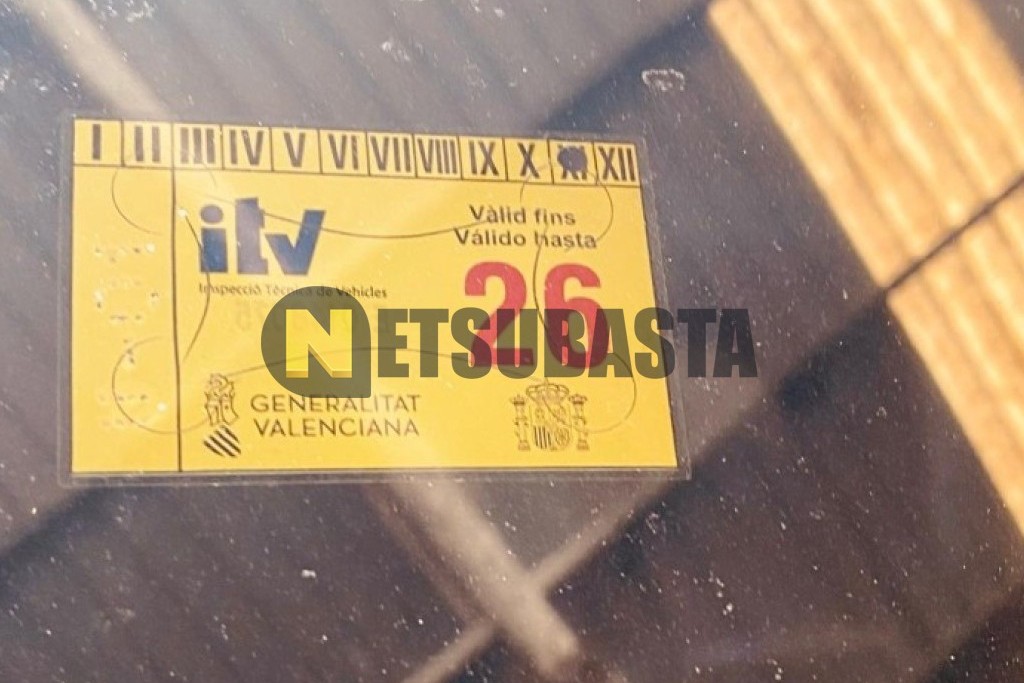 I II III IV V VI VII VIII IX X XI XII
itv
Inspecció Tècnica de Vehicles
Vàlid fins
Válido hasta
26
NETSUBASTA
GENERALITAT
VALENCIANA